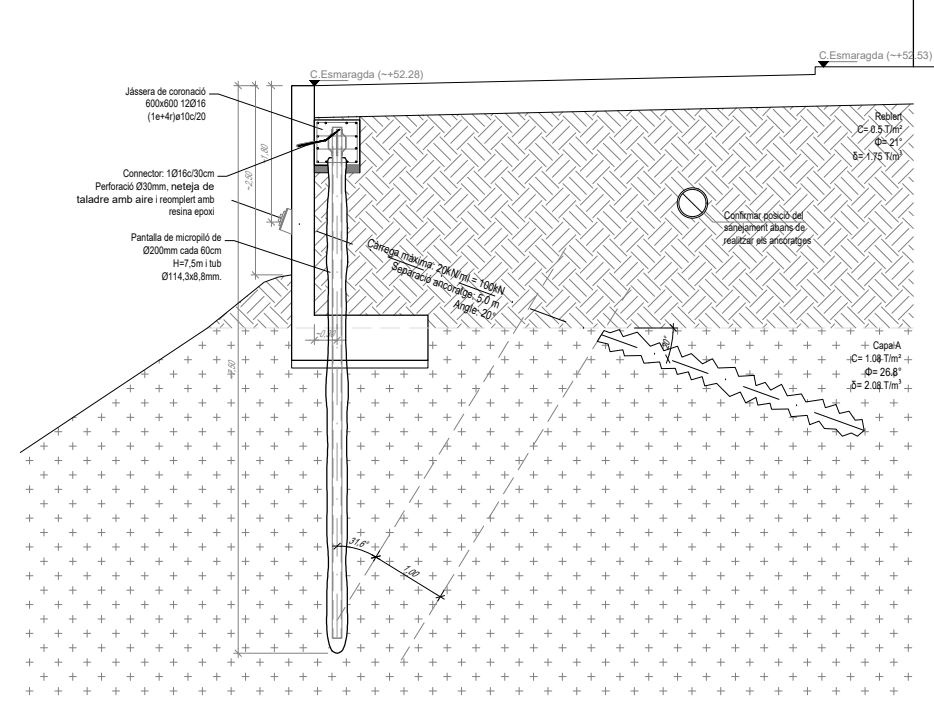 C.Esmaragda (~+52.53)
C.Esmaragda (~+52.28)
Jássera de coronació
600x600 12Ø16
(1e+4r)ø10c/20
Connector: 1Ø16c/30cm
Perforació Ø30mm, neteja de
taladre amb aire i reomplert amb
resina epoxi
Pantalla de micropiló de
Ø200mm cada 60cm
H=7,5m i tub
Ø114,3x8,8mm.
~1,80
~2,50
7,50
~0,30
Càrrega màxima: 20kN/ml = 100kN
Separació ancoratge: 5,0 m
Angle: 20°
Reblert
C= 0.5 T/m²
Φ= 21°
δ= 1.75 T/m³
Confirmar posició del
sanejament abans de
realitzar els ancoratges
20°
Capa A
C= 1.08 T/m²
Φ= 26.8°
δ= 2.08 T/m³
31,6°
1,00